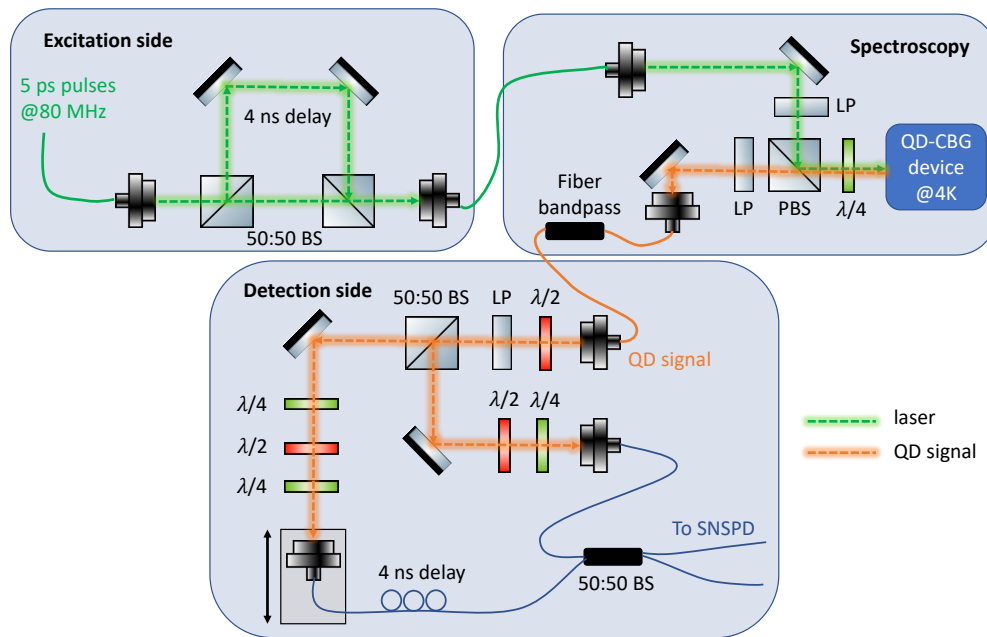 Excitation side
5 ps pulses
@80 MHz
4 ns delay
50:50 BS
Spectroscopy
LP
QD-CBG
device
@4K
Fiber
bandpass
LP
PBS
λ/4
Detection side
50:50 BS
LP
λ/2
QD signal
λ/4
λ/2
λ/4
λ/2
λ/4
4 ns delay
To SNSPD
50:50 BS
laser
QD signal